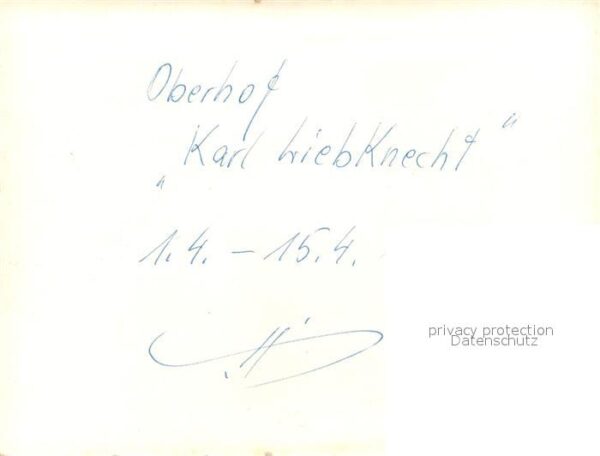 Oberhof
„Karl Liebknecht"
1.4. – 15.4.
privacy protection
Datenschutz